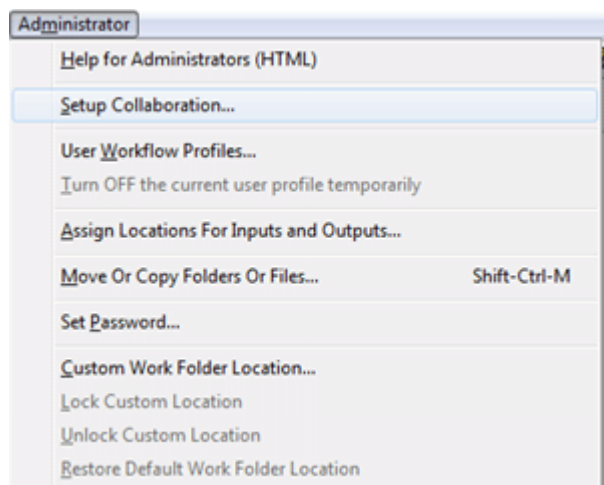 Administrator
Help for Administrators (HTML)
Setup Collaboration...
User Workflow Profiles...
Turn OFF the current user profile temporarily
Assign Locations For Inputs and Outputs...
Move Or Copy Folders Or Files... Shift-Ctrl-M
Set Password...
Custom Work Folder Location...
Lock Custom Location
Unlock Custom Location
Restore Default Work Folder Location